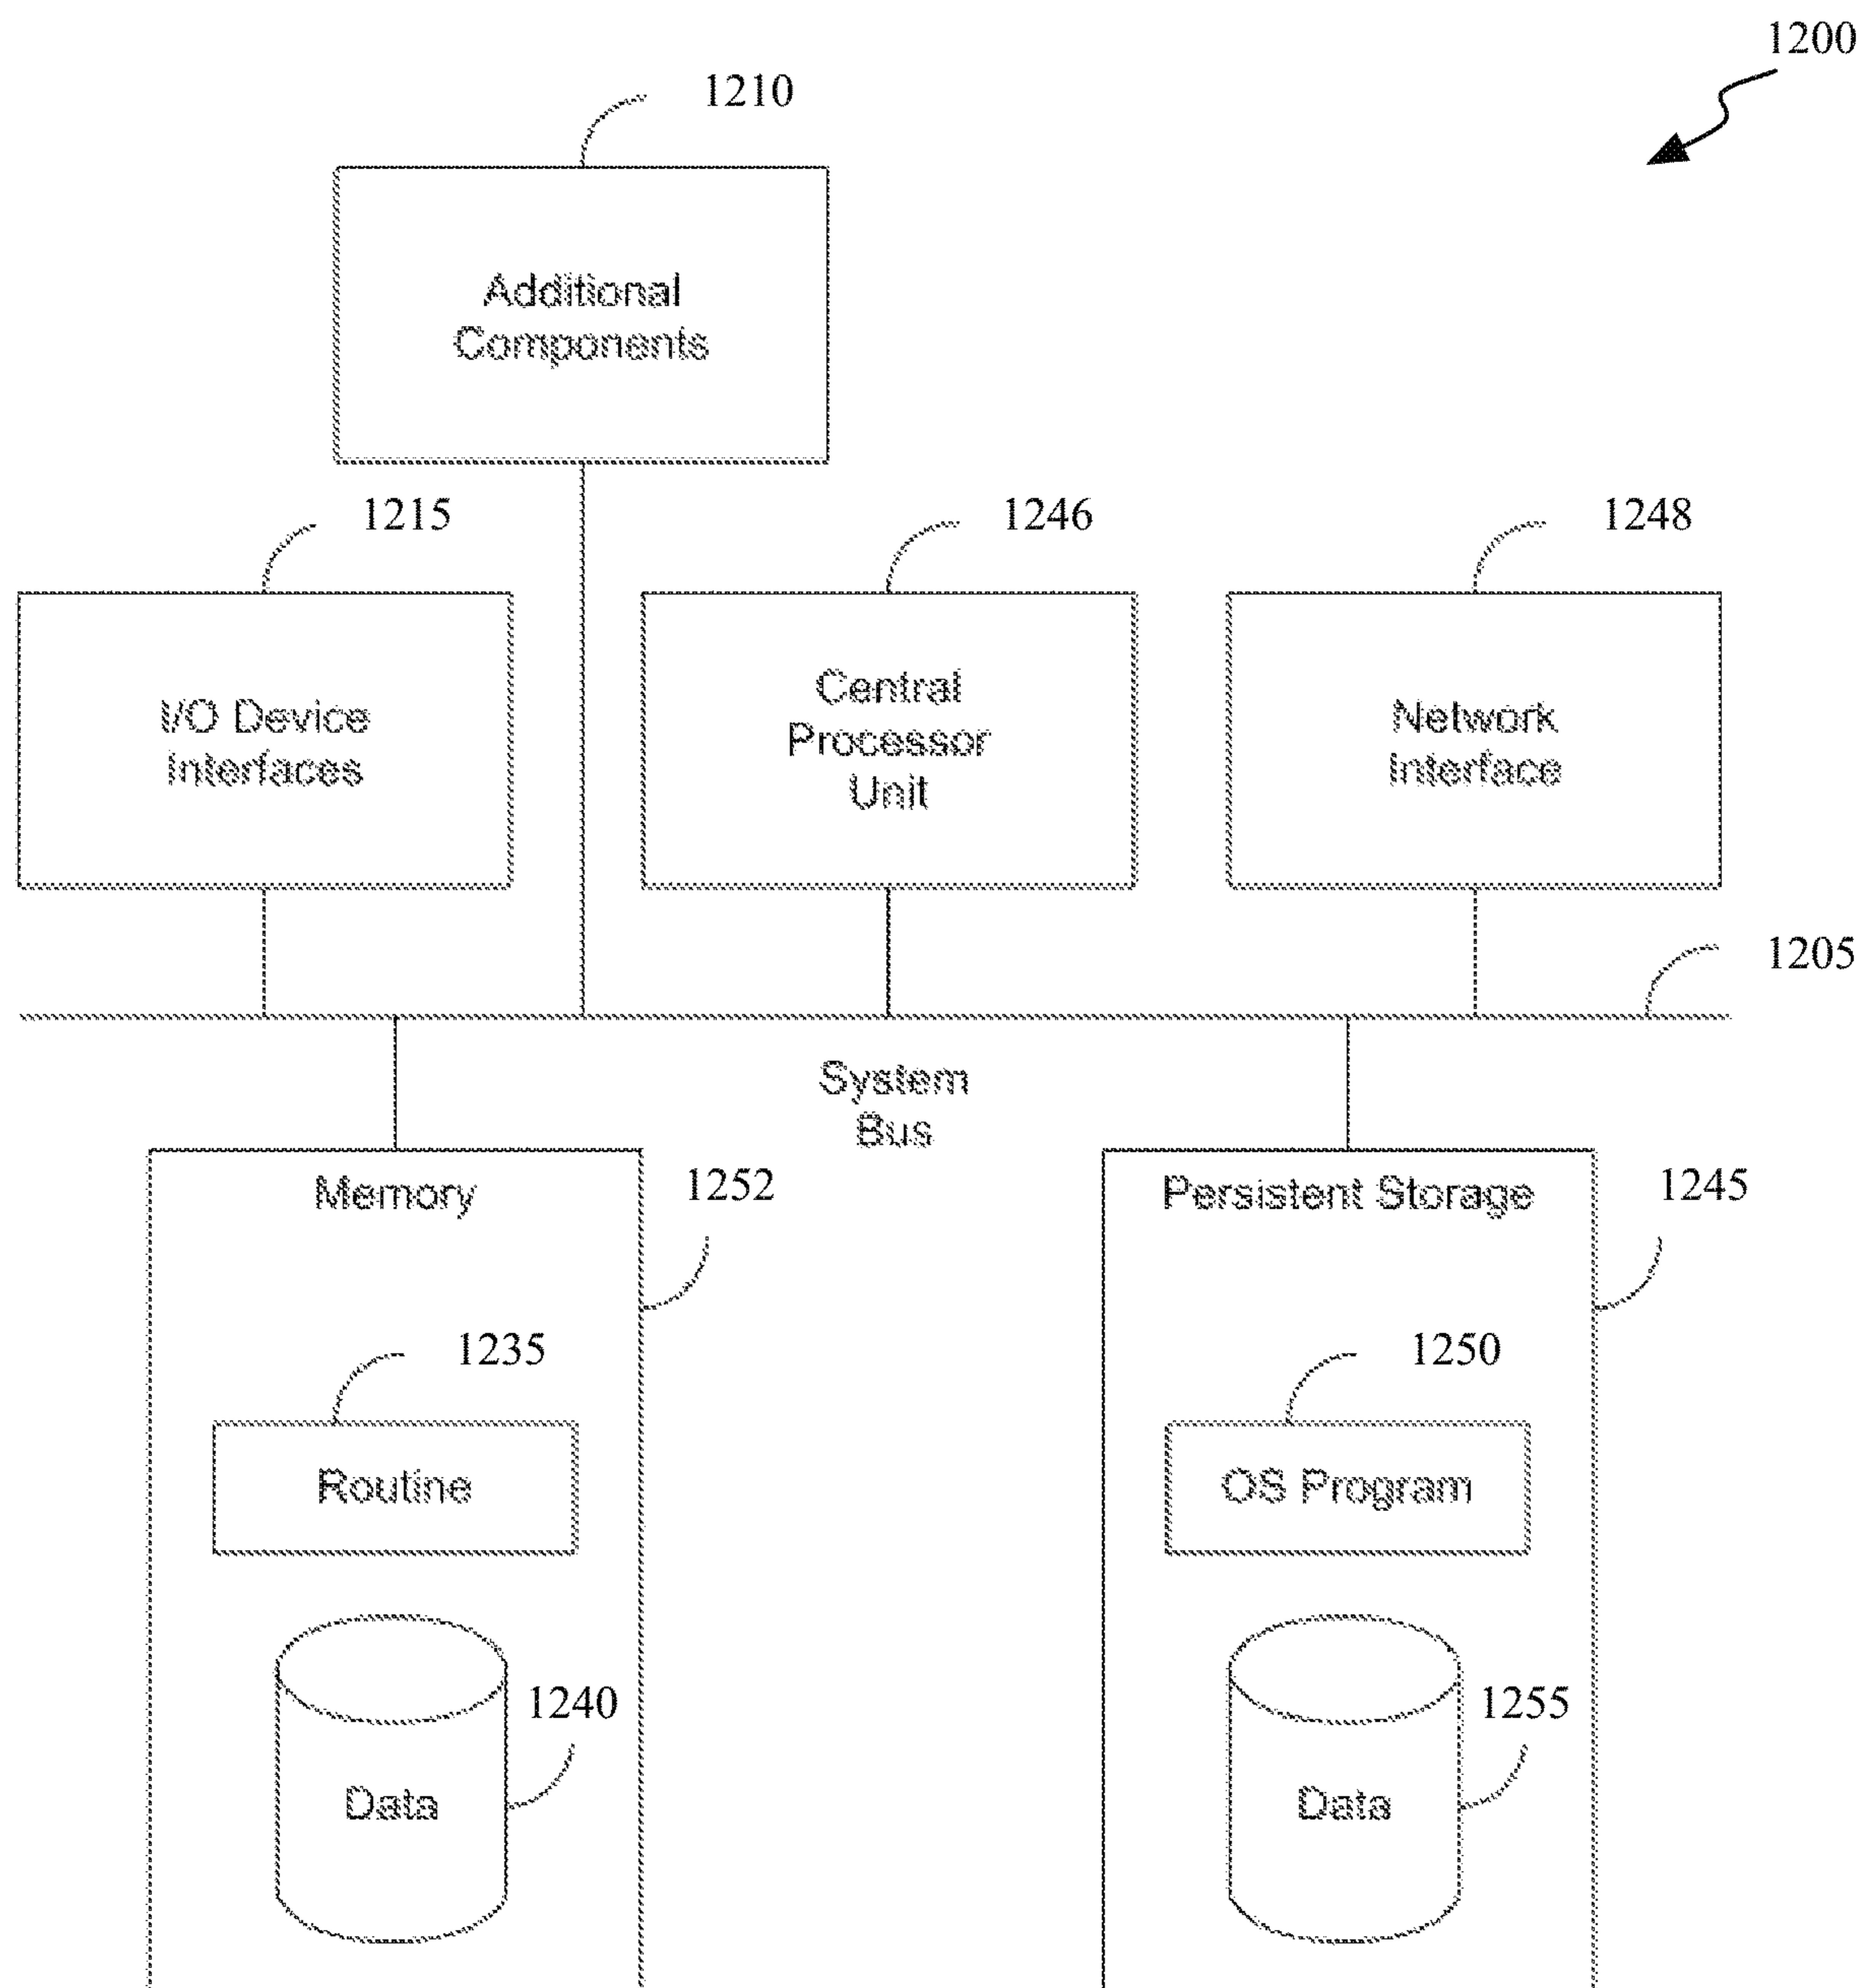 1200
1210
Additional
Components
1215
1246
1248
I/O Device
Interfaces
Central
Processor
Unit
Network
Interface
1205
System
Bus
Memory
1252
Persistent Storage
1245
1235
1250
Routine
OS Program
1240
1255
Data
Data